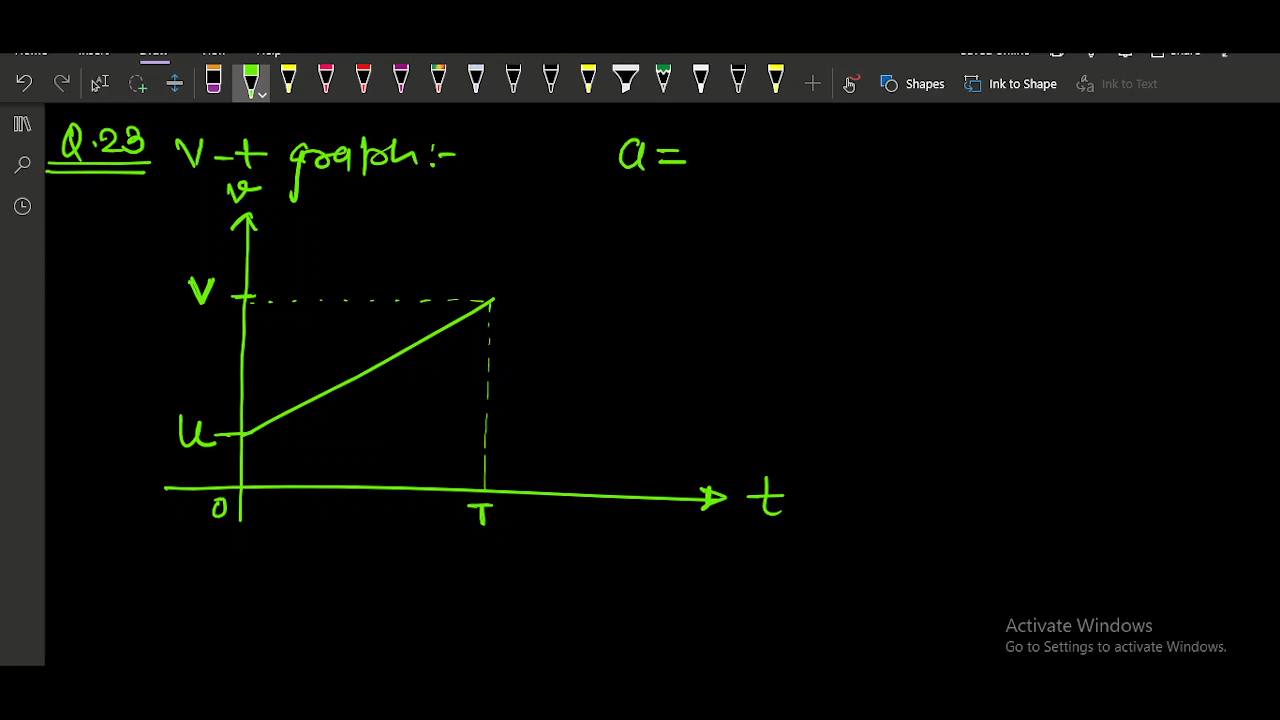 Q.23 V-t graph:- a=
v
V
U
0 T t
Shapes Ink to Shape Ink to Text
Activate Windows
Go to Settings to activate Windows.